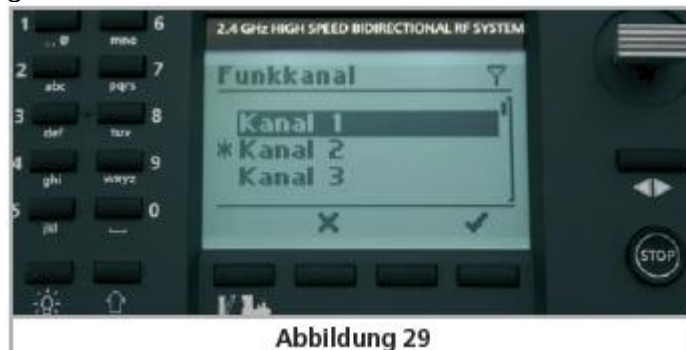 2.4 GHz HIGH SPEED BIDIRECTIONAL RF SYSTEM
Funkkanal
Kanal 1
* Kanal 2
Kanal 3
1 .. @ mno 6
2 abc pqrs 7
3 def tuv 8
4 ghi wxyz 9
5 jkl 0
STOP
Abbildung 29